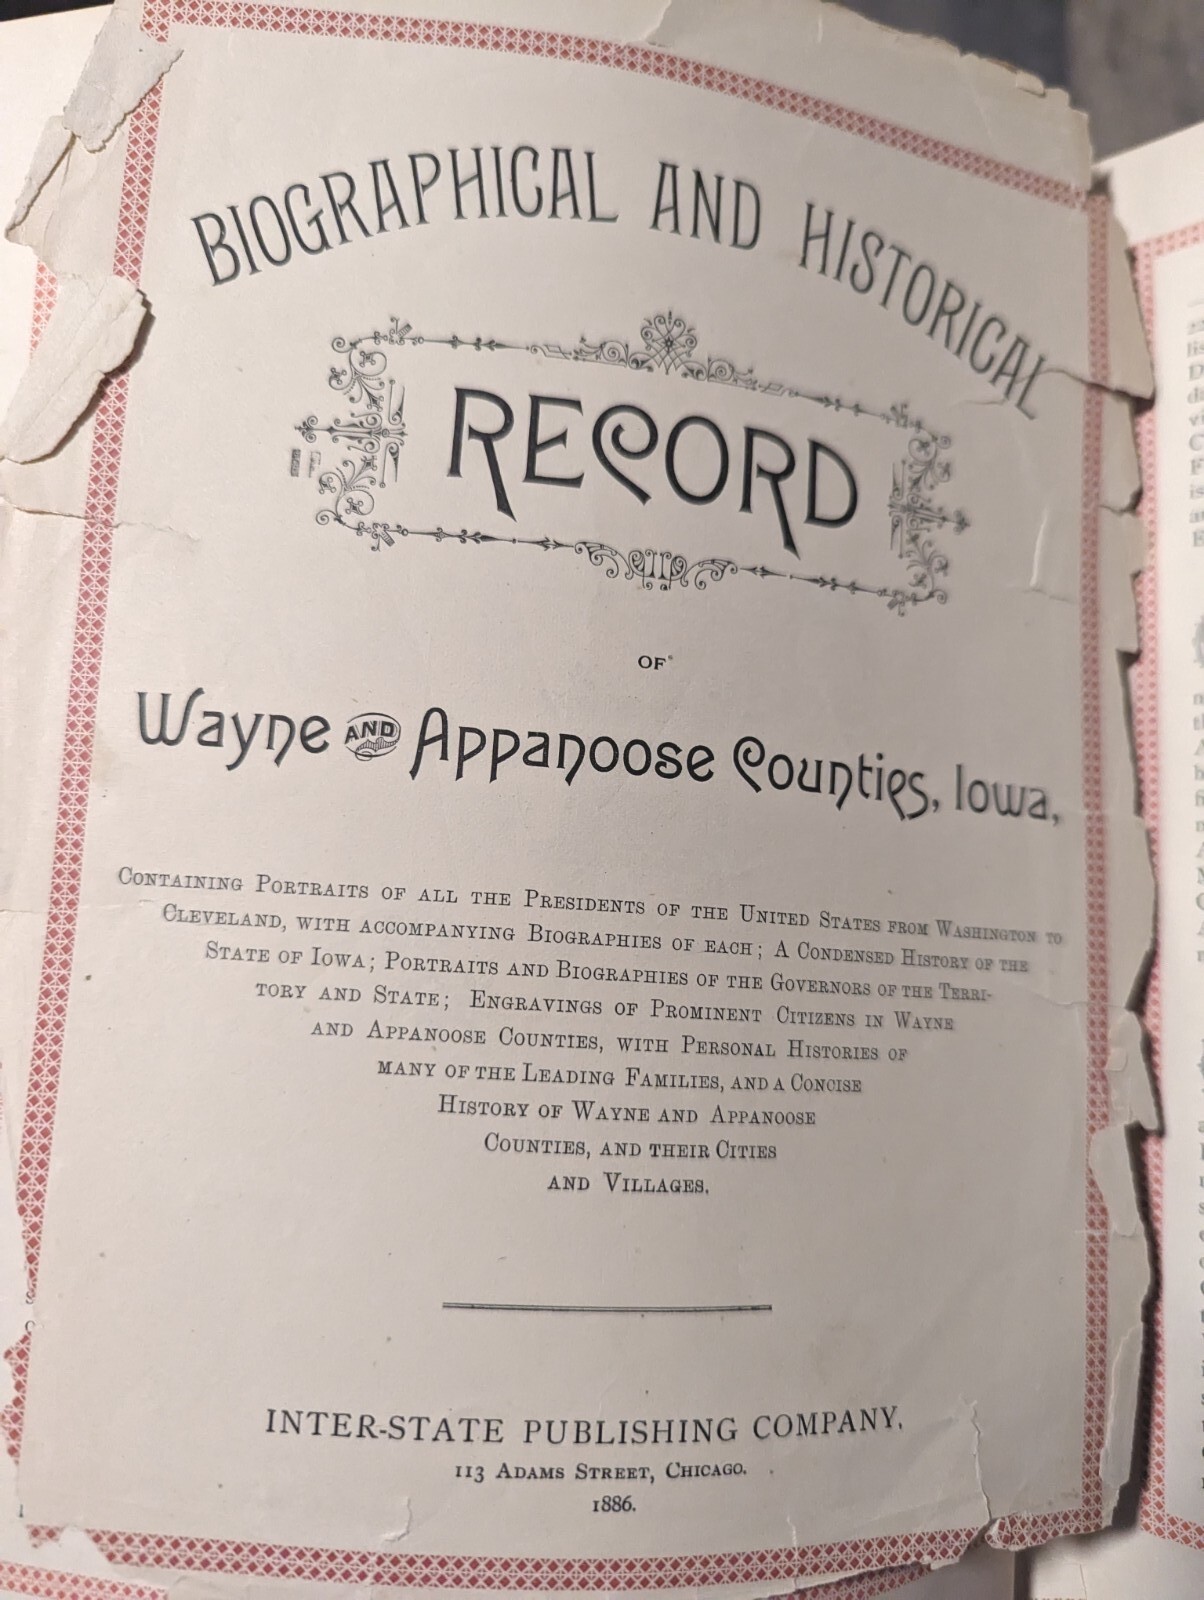 BIOGRAPHICAL AND HISTORICAL
RECORD
OF
Wayne AND Appanoose Counties, Iowa,
CONTAINING PORTRAITS OF ALL THE PRESIDENTS OF THE UNITED STATES FROM WASHINGTON TO
CLEVELAND, WITH ACCOMPANYING BIOGRAPHIES OF EACH; A CONDENSED HISTORY OF THE
STATE OF IOWA; PORTRAITS AND BIOGRAPHIES OF THE GOVERNORS OF THE TERRI-
TORY AND STATE; ENGRAVINGS OF PROMINENT CITIZENS IN WAYNE
AND APPANOOSE COUNTIES, WITH PERSONAL HISTORIES OF
MANY OF THE LEADING FAMILIES, AND A CONCISE
HISTORY OF WAYNE AND APPANOOSE
COUNTIES, AND THEIR CITIES
AND VILLAGES.
INTER-STATE PUBLISHING COMPANY,
113 ADAMS STREET, CHICAGO.
1886.